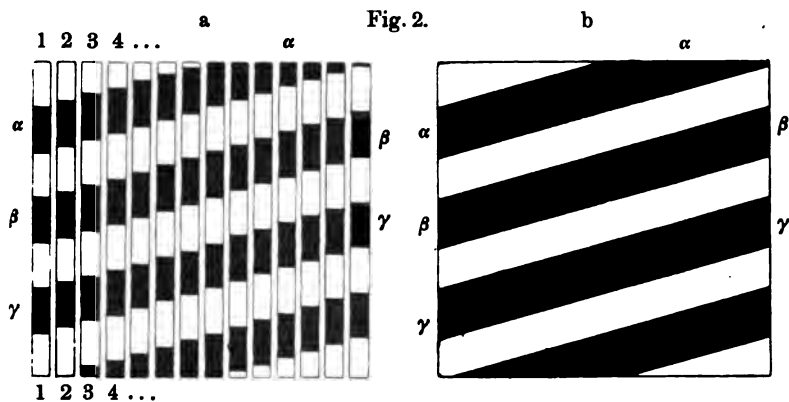 a Fig. 2. b
1 2 3 4 ... α α
α β α β
β γ β γ
γ γ
1 2 3 4 ...